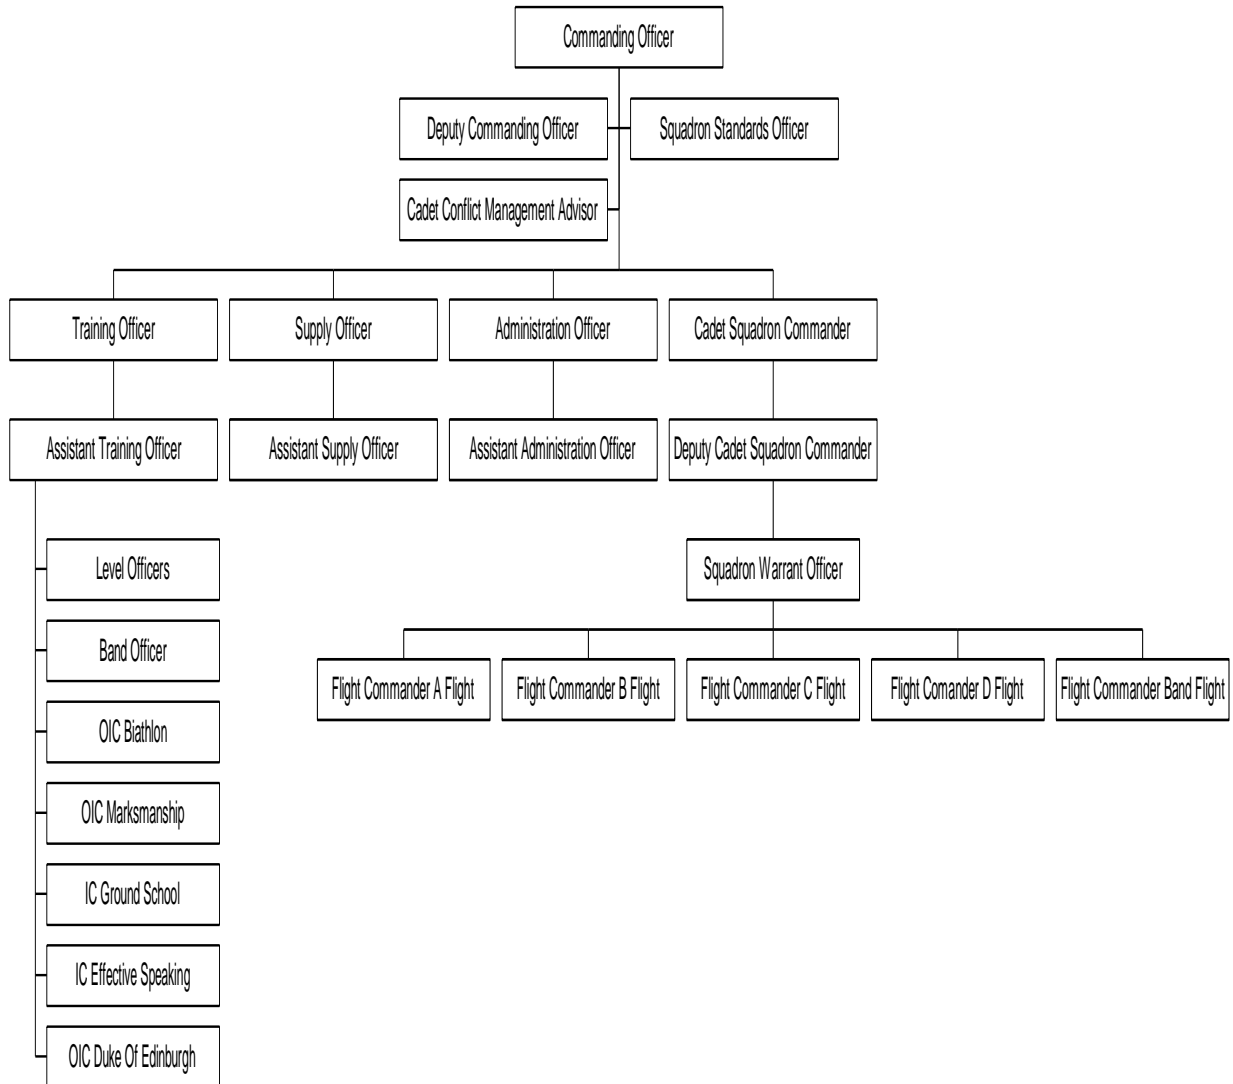 Commanding Officer
Deputy Commanding Officer
Squadron Standards Officer
Cadet Conflict Management Advisor
Training Officer
Supply Officer
Administration Officer
Cadet Squadron Commander
Assistant Training Officer
Assistant Supply Officer
Assistant Administration Officer
Deputy Cadet Squadron Commander
Level Officers
Squadron Warrant Officer
Band Officer
Flight Commander A Flight
Flight Commander B Flight
Flight Commander C Flight
Flight Comander D Flight
Flight Commander Band Flight
OIC Biathlon
OIC Marksmanship
IC Ground School
IC Effective Speaking
OIC Duke Of Edinburgh